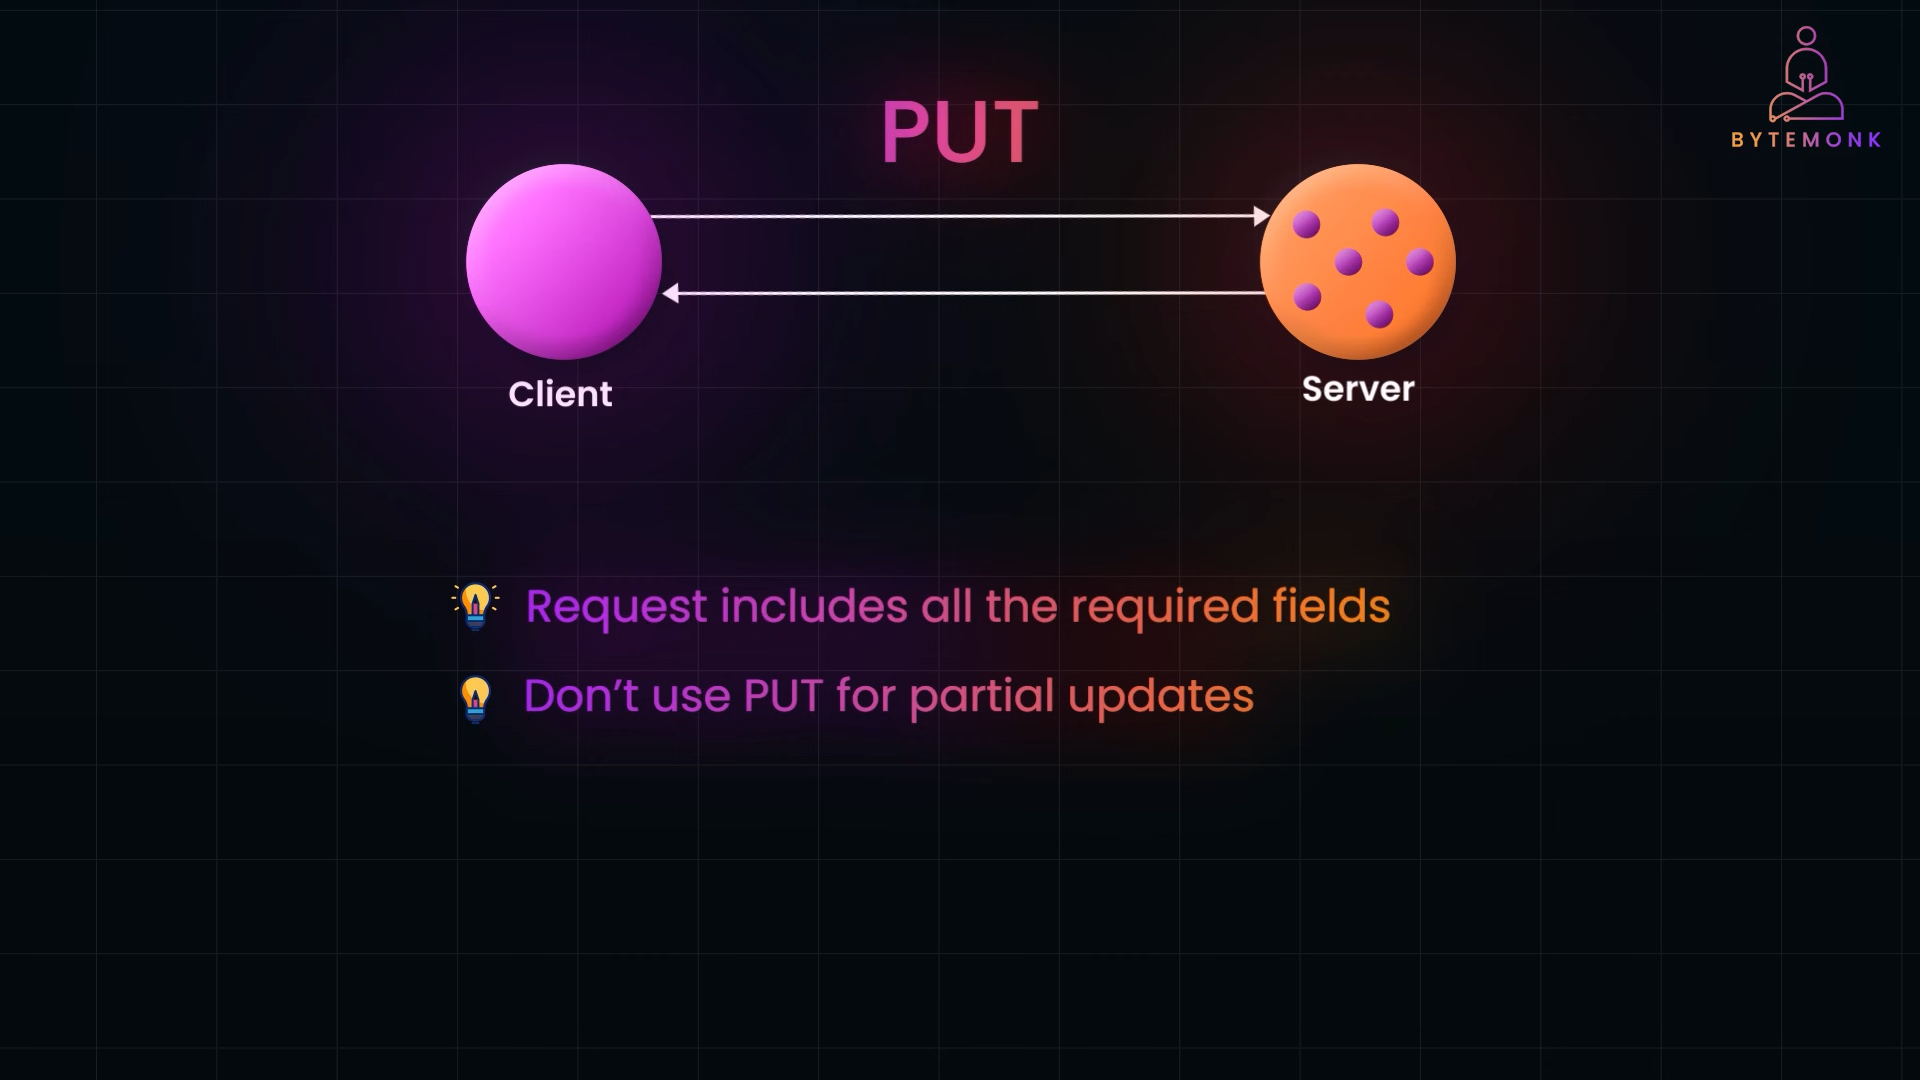 PUT
BYTEMONK
Client
Server
Request includes all the required fields
Don’t use PUT for partial updates